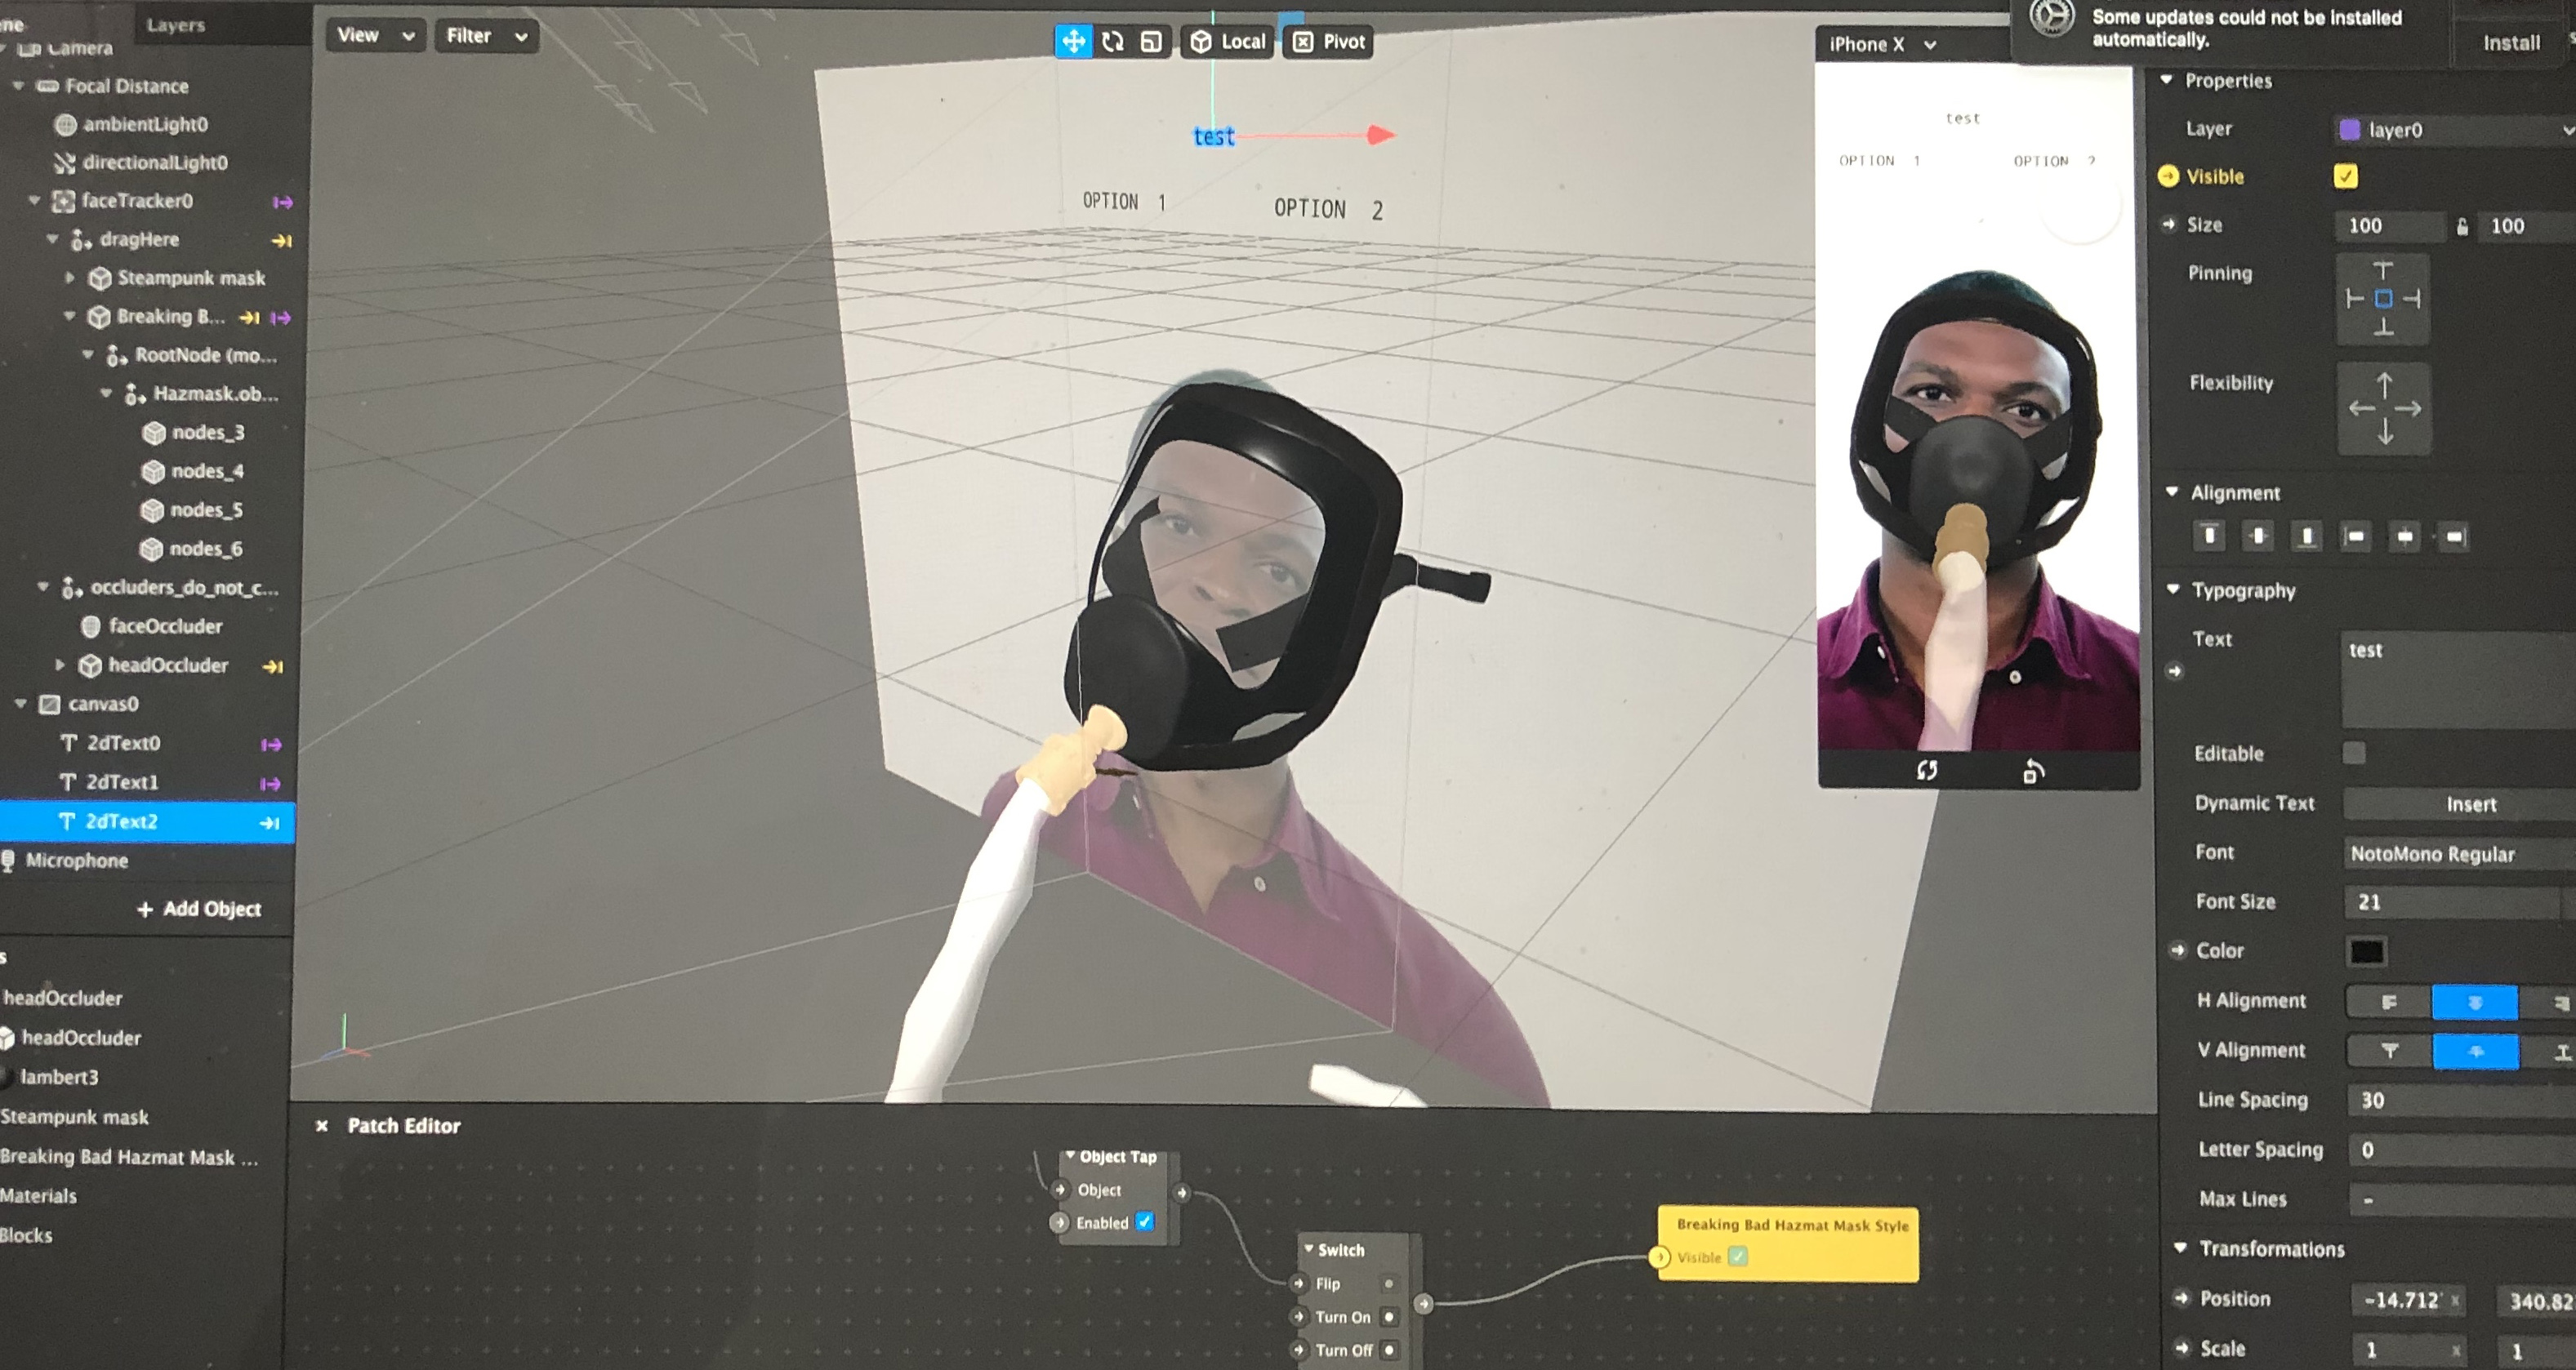 ne
Layers
Camera
Focal Distance
ambientLight0
directionalLight0
faceTracker0
dragHere
Steampunk mask
Breaking B...
RootNode (mo...
Hazmask.ob...
nodes_3
nodes_4
nodes_5
nodes_6
occluders_do_not_c...
faceOccluder
headOccluder
canvas0
2dText0
2dText1
2dText2
Microphone
+ Add Object
s
headOccluder
headOccluder
lambert3
Steampunk mask
Breaking Bad Hazmat Mask ...
Materials
Blocks
View
Filter
Local
Pivot
test
OPTION 1
OPTION 2
iPhone X
test
OPTION 1
OPTION 2
Patch Editor
Object Tap
Object
Enabled
Switch
Flip
Turn On
Turn Off
Breaking Bad Hazmat Mask Style
Visible
Some updates could not be installed
automatically.
Install
Properties
Layer layer0
Visible
Size 100 100
Pinning
Flexibility
Alignment
Typography
Text test
Editable
Dynamic Text Insert
Font NotoMono Regular
Font Size 21
Color
H Alignment
V Alignment
Line Spacing 30
Letter Spacing 0
Max Lines -
Transformations
Position -14.712 x 340.82
Scale 1 x 1